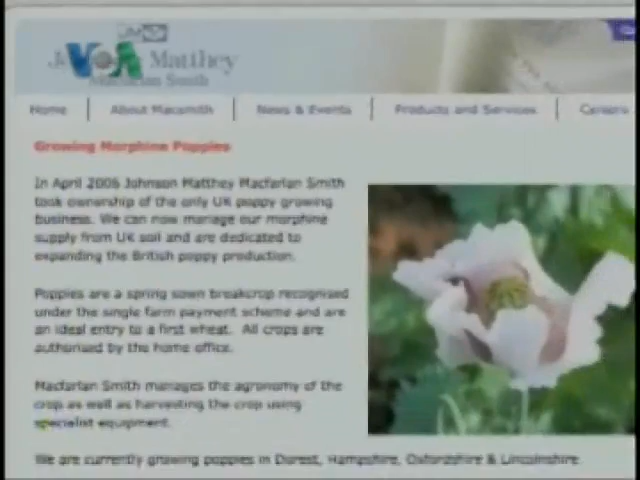 JM
VOA
Matthey
Macfarlan Smith
Home | About Macsmith | News & Events | Products and Services | Careers
Growing Morphine Poppies
In April 2006 Johnson Matthey Macfarlan Smith
took ownership of the only UK poppy growing
business. We can now manage our morphine
supply from UK soil and are dedicated to
expanding the British poppy production.
Poppies are a spring sown breakcrop recognised
under the single farm payment scheme and are
an ideal entry to a first wheat. All crops are
authorised by the home office.
Macfarlan Smith manages the agronomy of the
crop as well as harvesting the crop using
specialist equipment.
We are currently growing poppies in Dorset, Hampshire, Oxfordshire & Lincolnshire